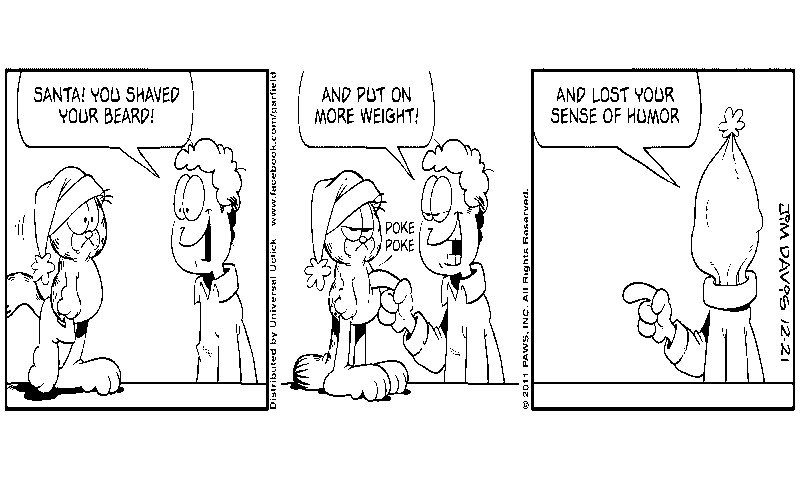 SANTA! YOU SHAVED
YOUR BEARD!
Distributed by Universal Uclick www.facebook.com/garfield
AND PUT ON
MORE WEIGHT!
POKE
POKE
© 2011 PAWS, INC. All Rights Reserved.
AND LOST YOUR
SENSE OF HUMOR
JIM DAVIS 12-21